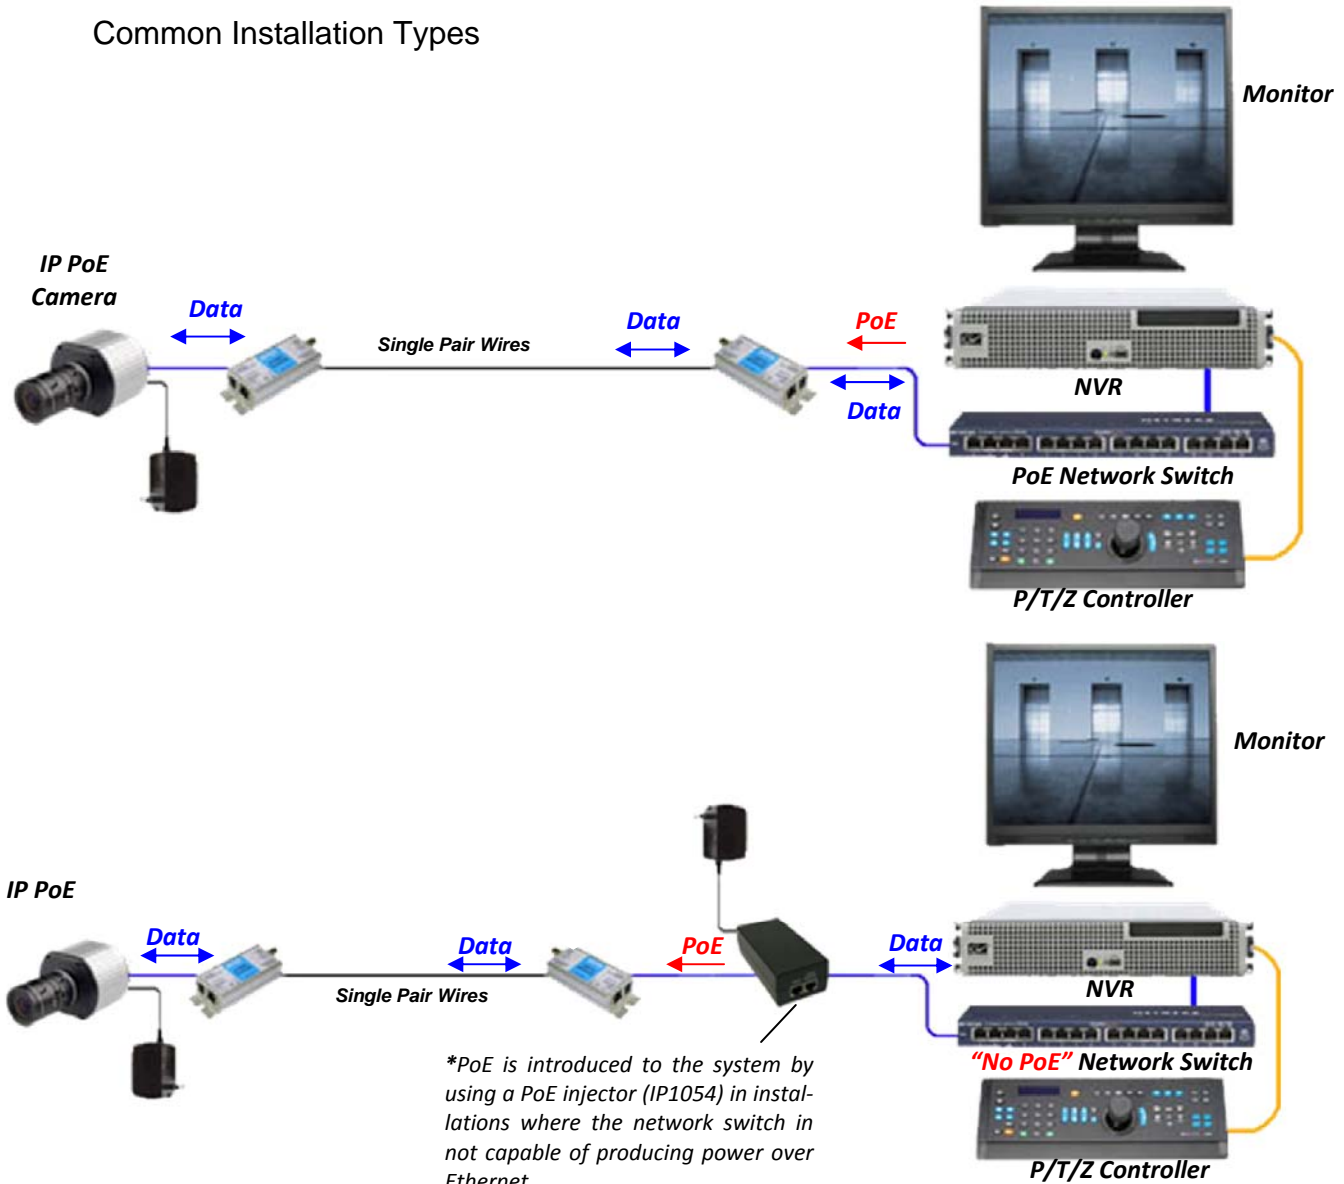 Common Installation Types
Monitor
IP PoE
Camera
Data
Single Pair Wires
Data
PoE
Data
NVR
PoE Network Switch
P/T/Z Controller
Monitor
IP PoE
Data
Single Pair Wires
Data
PoE
Data
NVR
“No PoE” Network Switch
P/T/Z Controller
*PoE is introduced to the system by
using a PoE injector (IP1054) in instal-
lations where the network switch in
not capable of producing power over
Ethernet